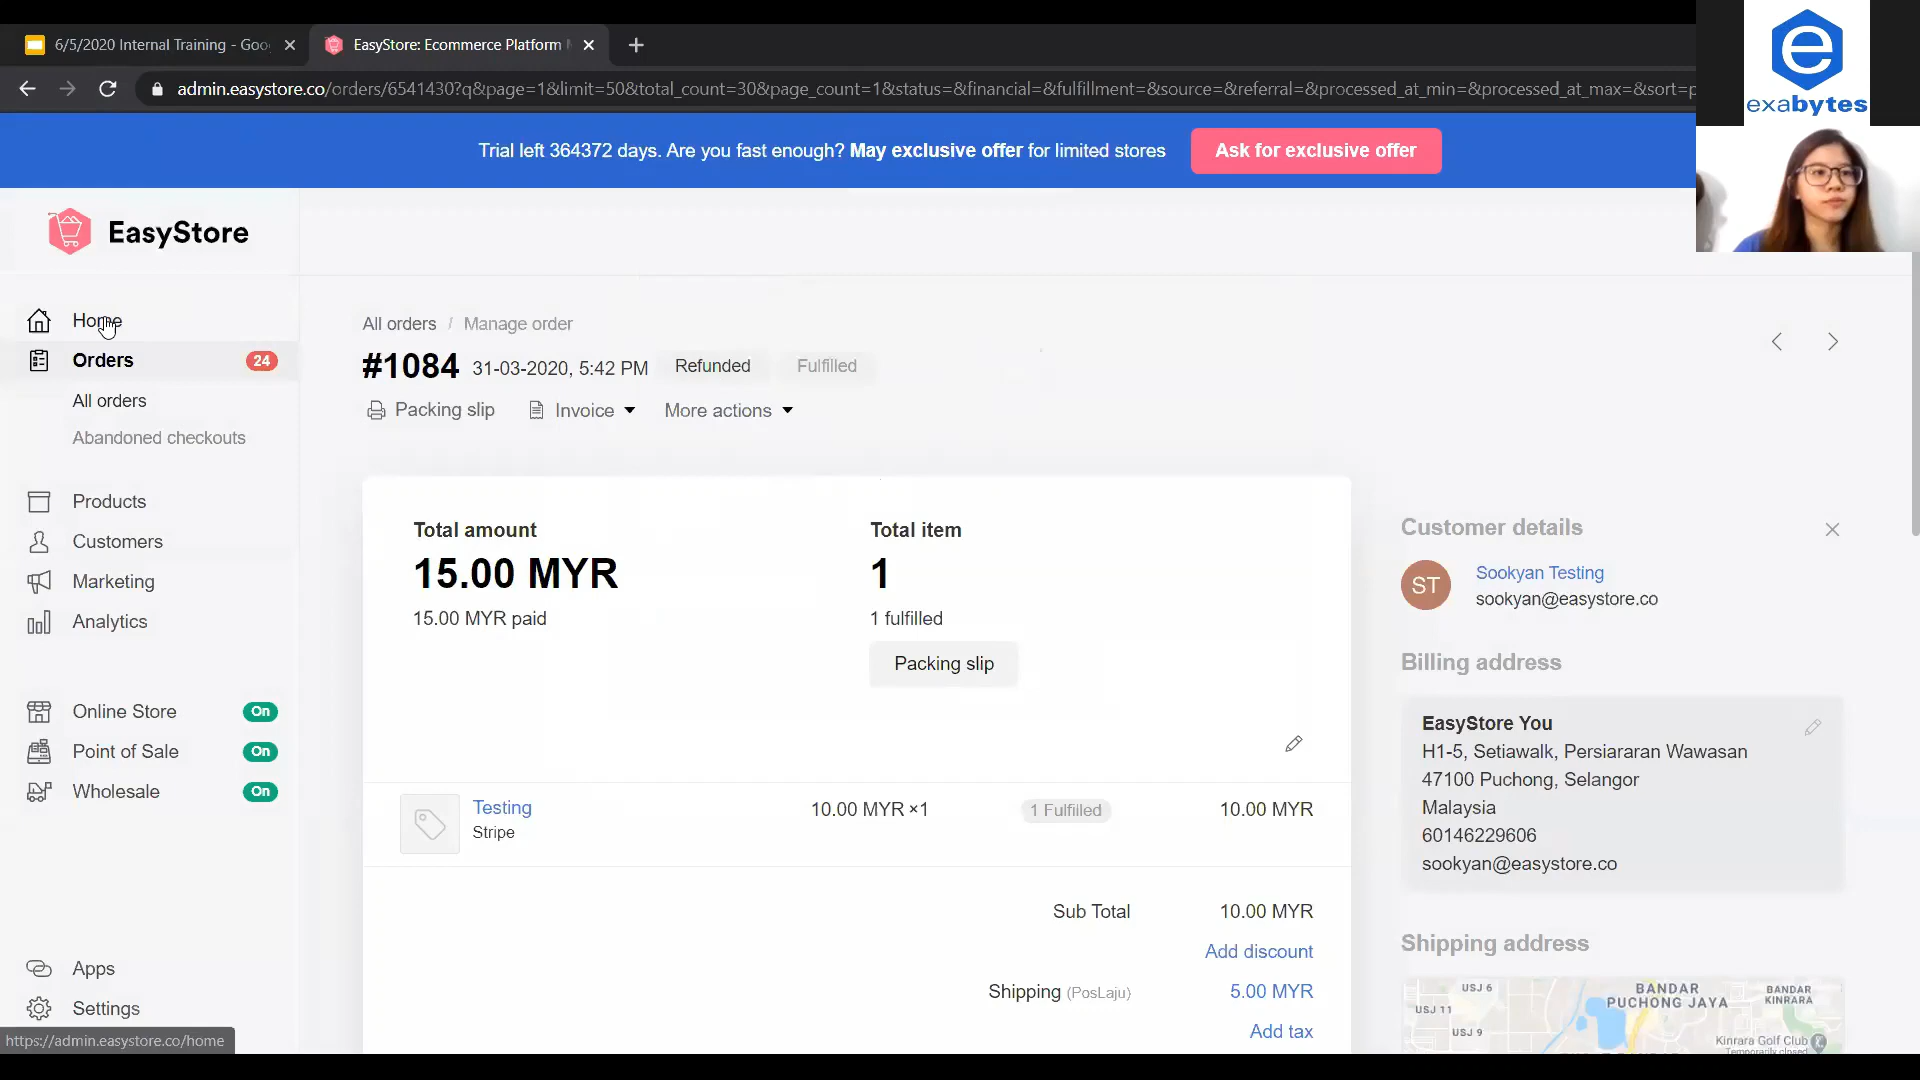 6/5/2020 Internal Training - Goo
EasyStore: Ecommerce Platform
admin.easystore.co/orders/6541430?q&page=1&limit=50&total_count=30&page_count=1&status=&financial=&fulfillment=&source=&referral=&processed_at_min=&processed_at_max=&sort=p
e
exabytes
Trial left 364372 days. Are you fast enough? May exclusive offer for limited stores
Ask for exclusive offer
EasyStore
Home
Orders 24
All orders
Abandoned checkouts
Products
Customers
Marketing
Analytics
Online Store On
Point of Sale On
Wholesale On
Apps
Settings
https://admin.easystore.co/home
All orders / Manage order
#1084 31-03-2020, 5:42 PM Refunded Fulfilled
Packing slip Invoice More actions
Total amount
15.00 MYR
15.00 MYR paid
Total item
1
1 fulfilled
Packing slip
Testing 10.00 MYR ×1 1 Fulfilled 10.00 MYR
Stripe
Sub Total 10.00 MYR
Add discount
Shipping (PosLaju) 5.00 MYR
Add tax
Customer details
ST
Sookyan Testing
sookyan@easystore.co
Billing address
EasyStore You
H1-5, Setiawalk, Persiararan Wawasan
47100 Puchong, Selangor
Malaysia
60146229606
sookyan@easystore.co
Shipping address
USJ 6
BANDAR
PUCHONG JAYA
BANDAR
KINRARA
USJ 11
USJ 9
Kinrara Golf Club
Temporarily closed